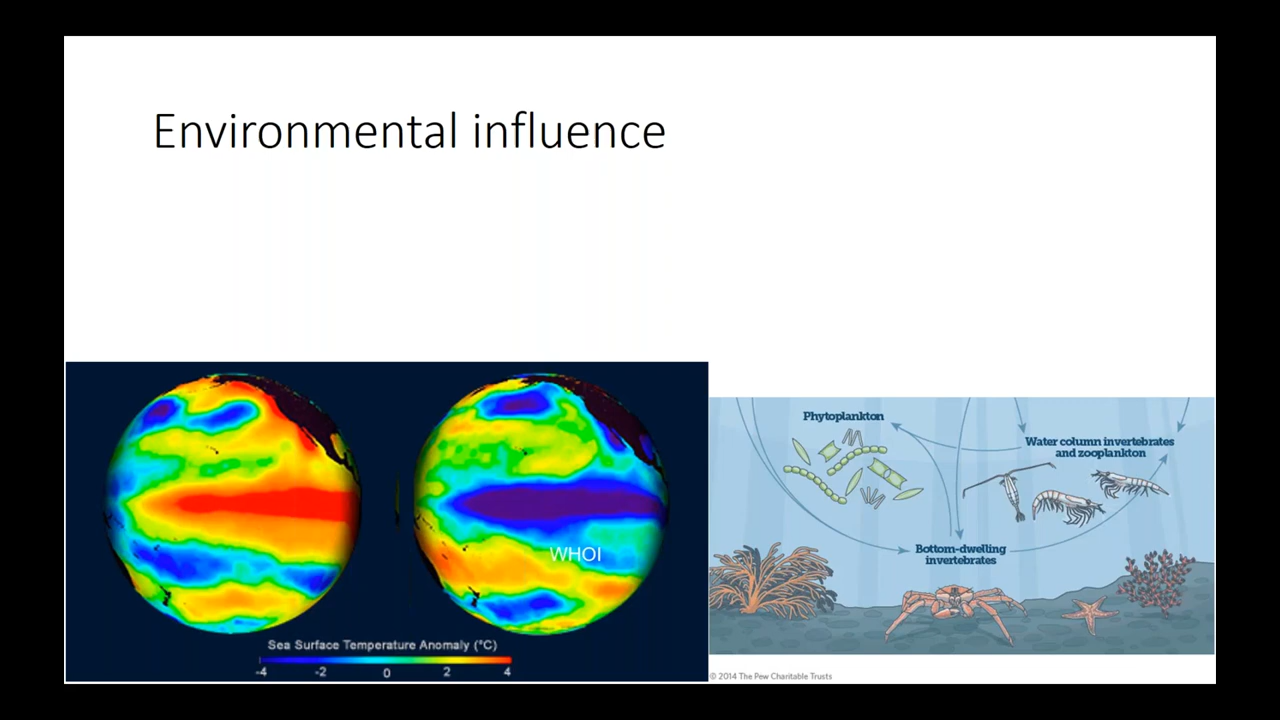 Environmental influence
WHOI
Sea Surface Temperature Anomaly (°C)
-4 -2 0 2 4
Phytoplankton
Water column invertebrates
and zooplankton
Bottom-dwelling
invertebrates
© 2014 The Pew Charitable Trusts